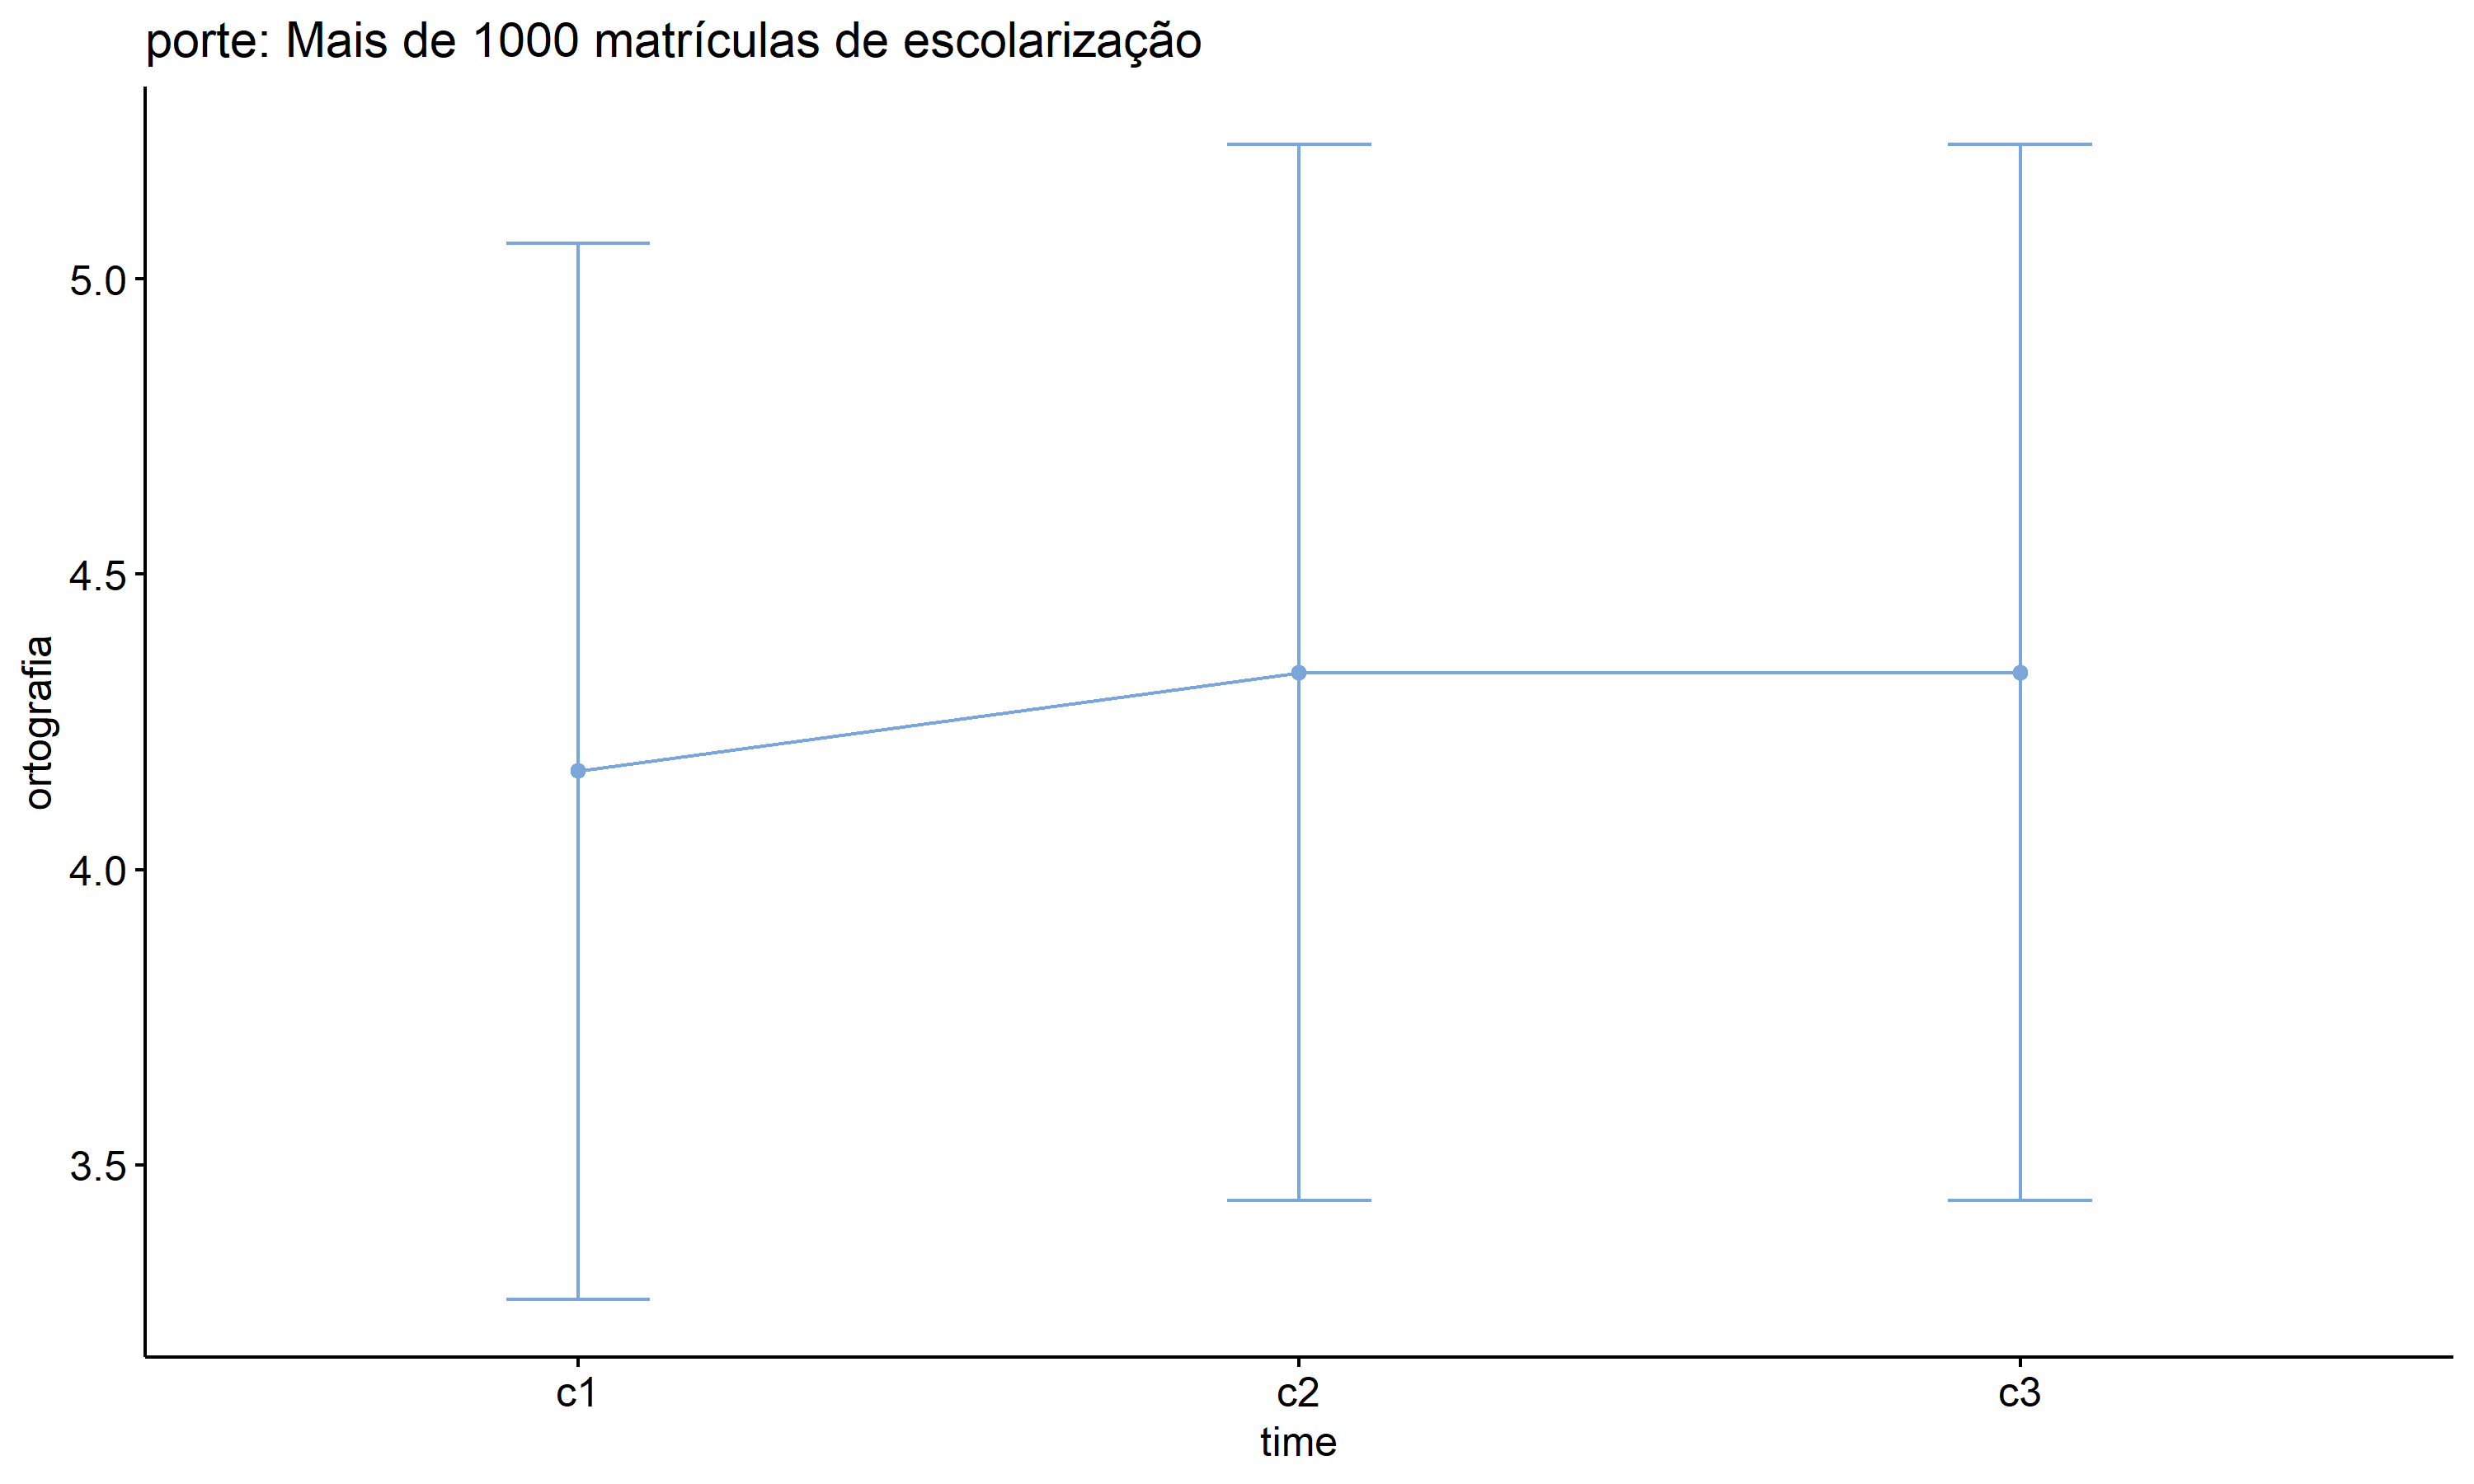 porte: Mais de 1000 matrículas de escolarização
5.0
4.5
4.0
3.5
ortografia
c1
c2
c3
time